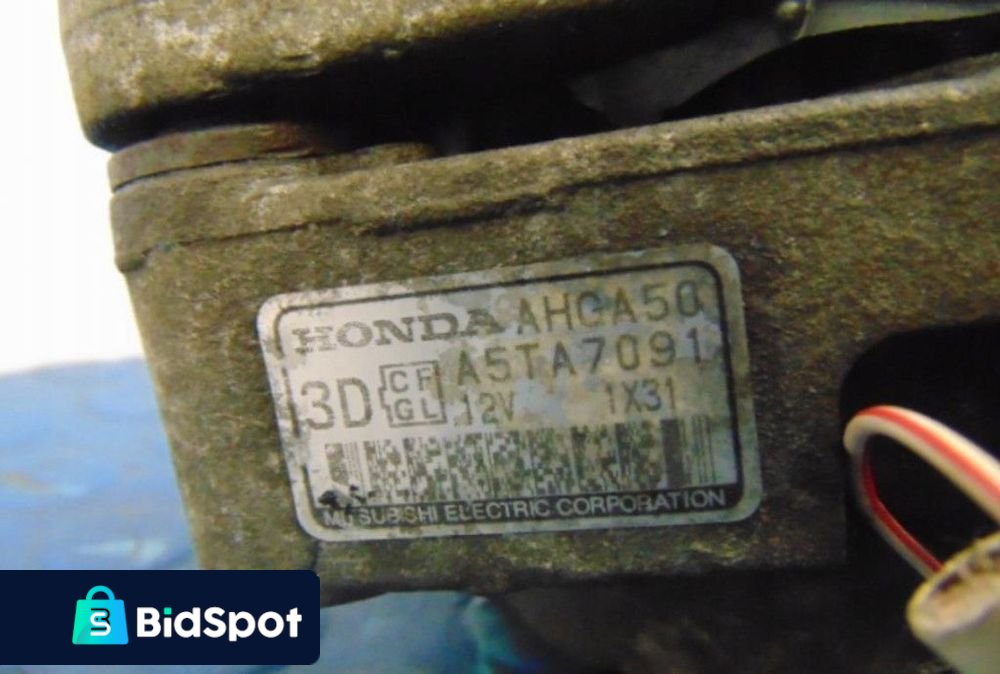 HONDA AHGA50
3D CF GL A5TA7091
12V 1X31
MITSUBISHI ELECTRIC CORPORATION
BidSpot